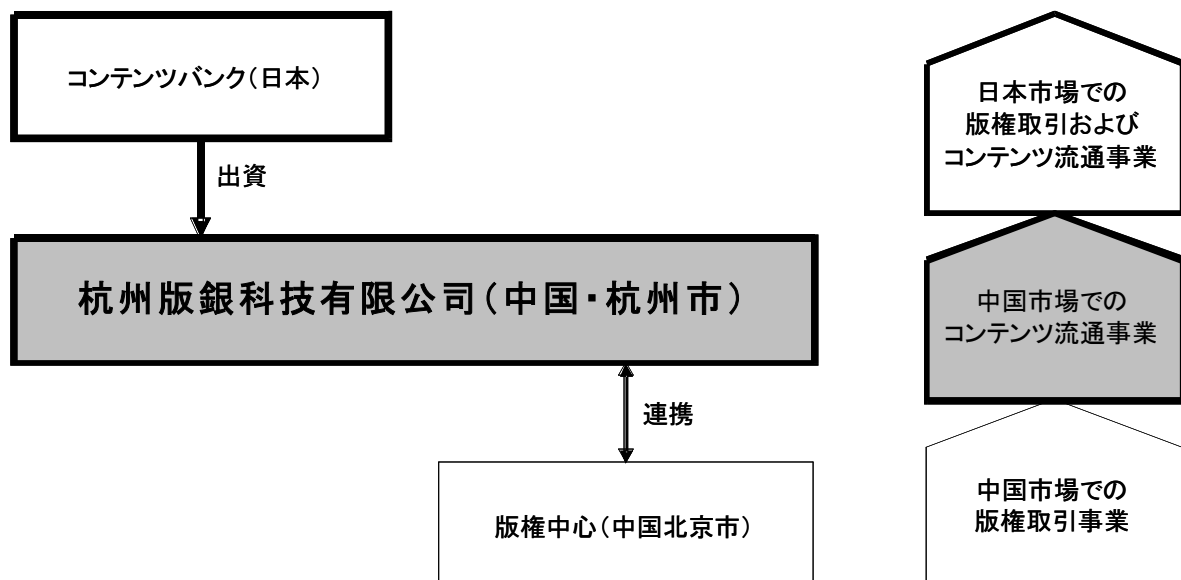 コンテンツバンク（日本）
出資
杭州版銀科技有限公司（中国・杭州市）
連携
版権中心（中国北京市）
日本市場での
版権取引および
コンテンツ流通事業
中国市場での
コンテンツ流通事業
中国市場での
版権取引事業